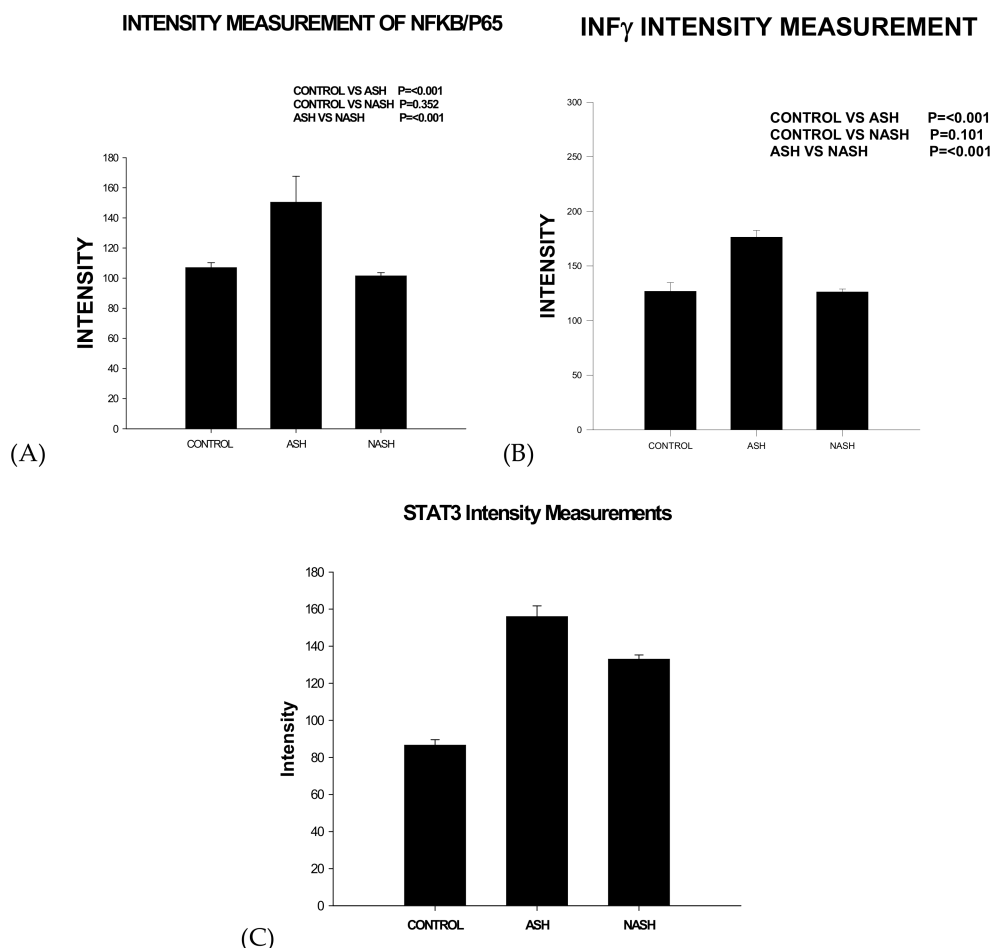 INTENSITY MEASUREMENT OF NFKB/P65
CONTROL VS ASH P=<0.001
CONTROL VS NASH P=0.352
ASH VS NASH P=<0.001
180
160
140
120
100
80
60
40
20
0
INTENSITY
CONTROL ASH NASH
(A)
INFγ INTENSITY MEASUREMENT
CONTROL VS ASH P=<0.001
CONTROL VS NASH P=0.101
ASH VS NASH P=<0.001
300
250
200
150
100
50
0
INTENSITY
CONTROL ASH NASH
(B)
STAT3 Intensity Measurements
180
160
140
120
100
80
60
40
20
0
Intensity
CONTROL ASH NASH
(C)